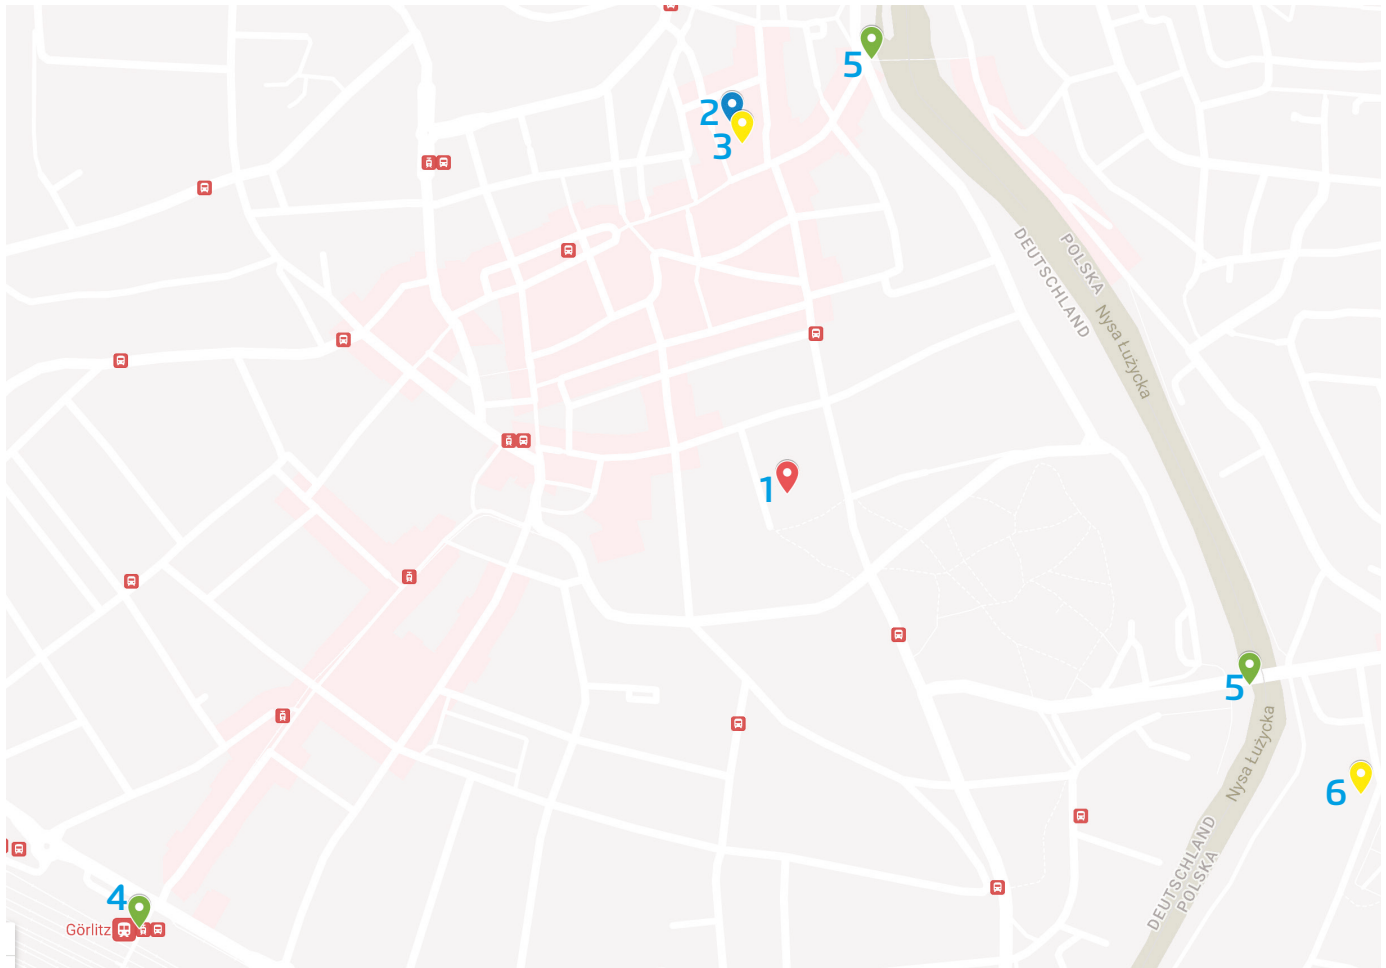 5
2
3
POLSKA
DEUTSCHLAND
Nysa Łużycka
1
5
Nysa Łużycka
6
DEUTSCHLAND
POLSKA
4
Görlitz